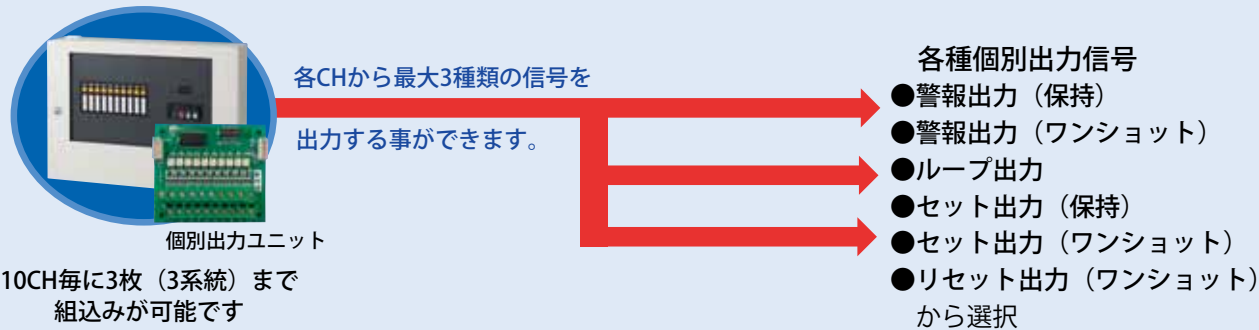 各CHから最大3種類の信号を
出力する事ができます。
個別出力ユニット
10CH毎に3枚（3系統）まで
組込みが可能です
各種個別出力信号
●警報出力（保持）
●警報出力（ワンショット）
●ループ出力
●セット出力（保持）
●セット出力（ワンショット）
●リセット出力（ワンショット）
から選択